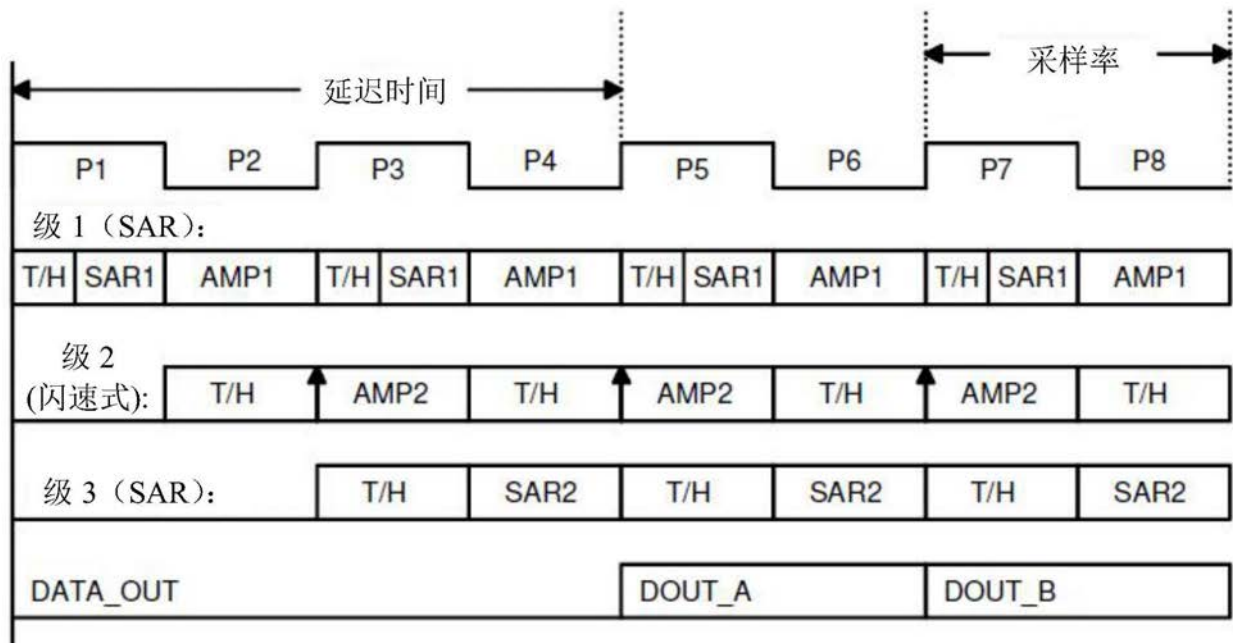 采样率
延迟时间
P1 P2 P3 P4 P5 P6 P7 P8
级 1（SAR）：
T/H SAR1 AMP1 T/H SAR1 AMP1 T/H SAR1 AMP1 T/H SAR1 AMP1
级 2
(闪速式):
T/H AMP2 T/H AMP2 T/H AMP2 T/H
级 3（SAR）：
T/H SAR2 T/H SAR2 T/H SAR2
DATA_OUT DOUT_A DOUT_B